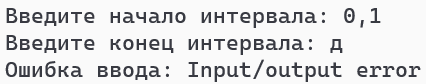 Введите начало интервала: 0,1
Введите конец интервала: д
Ошибка ввода: Input/output error